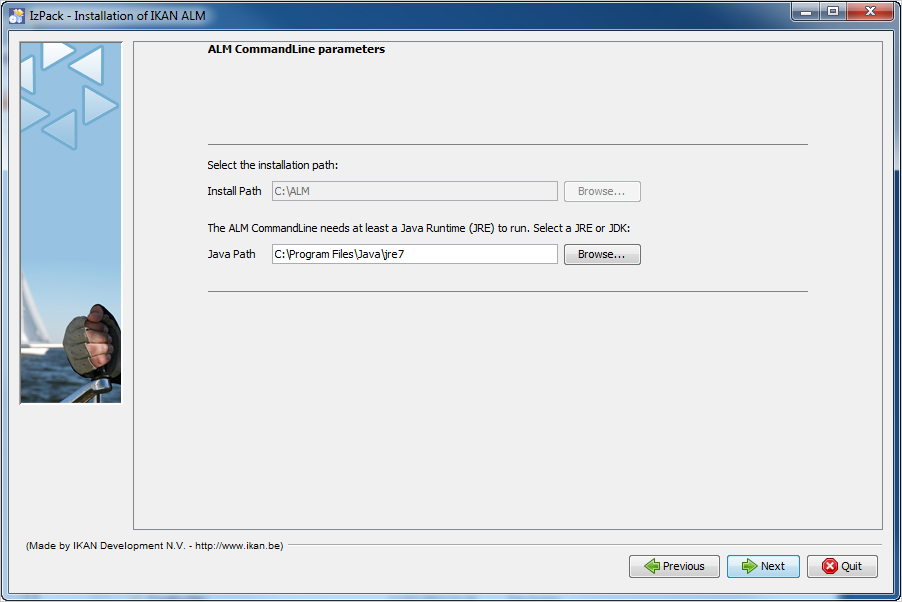 IzPack - Installation of IKAN ALM
ALM CommandLine parameters
Select the installation path:
Install Path C:\ALM Browse...
The ALM CommandLine needs at least a Java Runtime (JRE) to run. Select a JRE or JDK:
Java Path C:\Program Files\Java\jre7 Browse...
(Made by IKAN Development N.V. - http://www.ikan.be)
Previous Next Quit